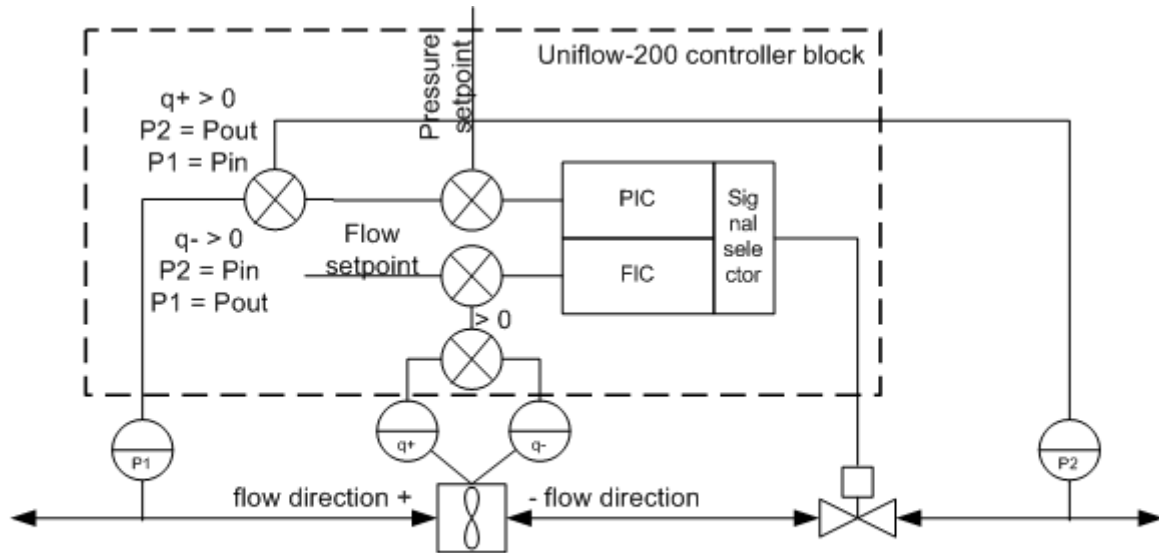 Uniflow-200 controller block
Pressure
setpoint
q+ > 0
P2 = Pout
P1 = Pin
q- > 0
P2 = Pin
P1 = Pout
Flow
setpoint
PIC
FIC
Sig
nal
sele
ctor
> 0
q+
q-
P1
P2
flow direction +
- flow direction